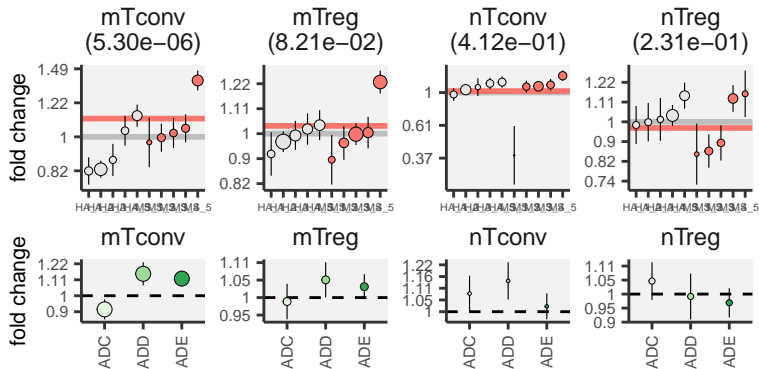 mTconv
(5.30e−06)
mTreg
(8.21e−02)
nTconv
(4.12e−01)
nTreg
(2.31e−01)
fold change
1.49
1.22
1
0.82
1.22
1.11
1
0.9
0.82
1
0.61
0.37
1.22
1.11
1
0.9
0.82
0.74
mTconv
mTreg
nTconv
nTreg
fold change
1.22
1.11
1
0.9
1.11
1.05
1
0.95
1.22
1.16
1.11
1.05
1
1.11
1.05
1
0.95
0.9
ADC
ADD
ADE
ADC
ADD
ADE
ADC
ADD
ADE
ADC
ADD
ADE